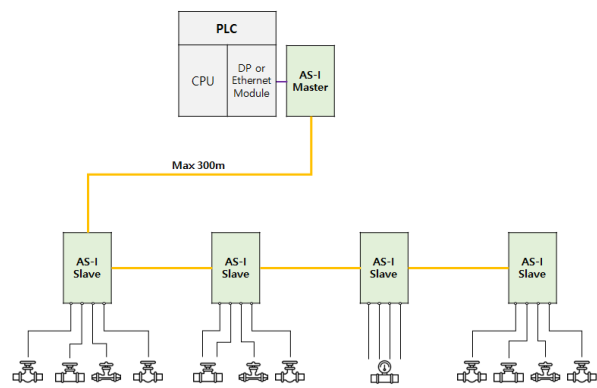 PLC
CPU
DP or
Ethernet
Module
AS-I
Master
Max 300m
AS-I
Slave
AS-I
Slave
AS-I
Slave
AS-I
Slave